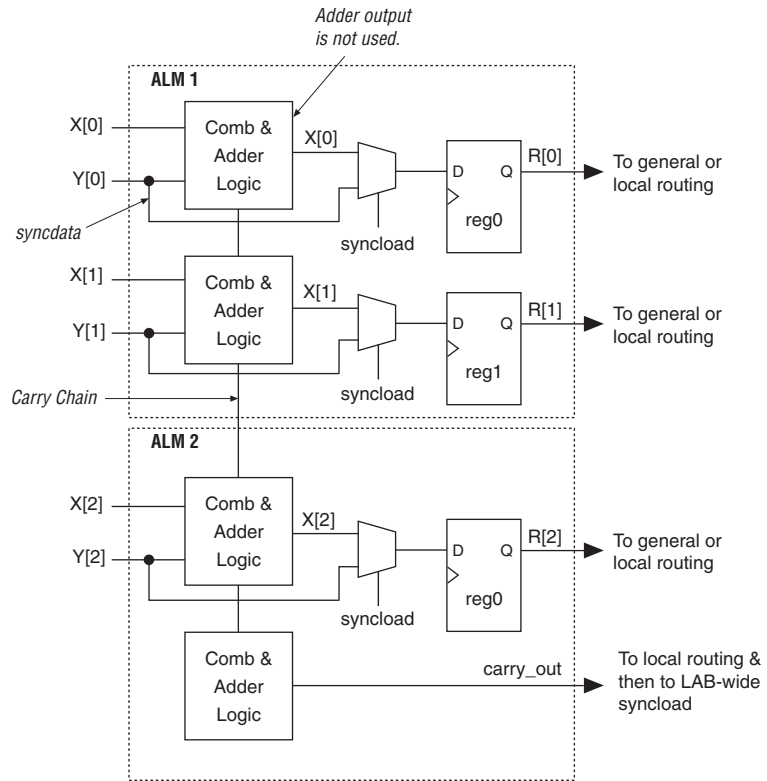 Adder output
is not used.
ALM 1
X[0]
Comb &
Adder
Logic
X[0]
Y[0]
D
Q
R[0]
To general or
local routing
reg0
syncdata
syncload
X[1]
Comb &
Adder
Logic
X[1]
Y[1]
D
Q
R[1]
To general or
local routing
reg1
syncload
Carry Chain
ALM 2
X[2]
Comb &
Adder
Logic
X[2]
Y[2]
D
Q
R[2]
To general or
local routing
reg0
syncload
Comb &
Adder
Logic
carry_out
To local routing &
then to LAB-wide
syncload